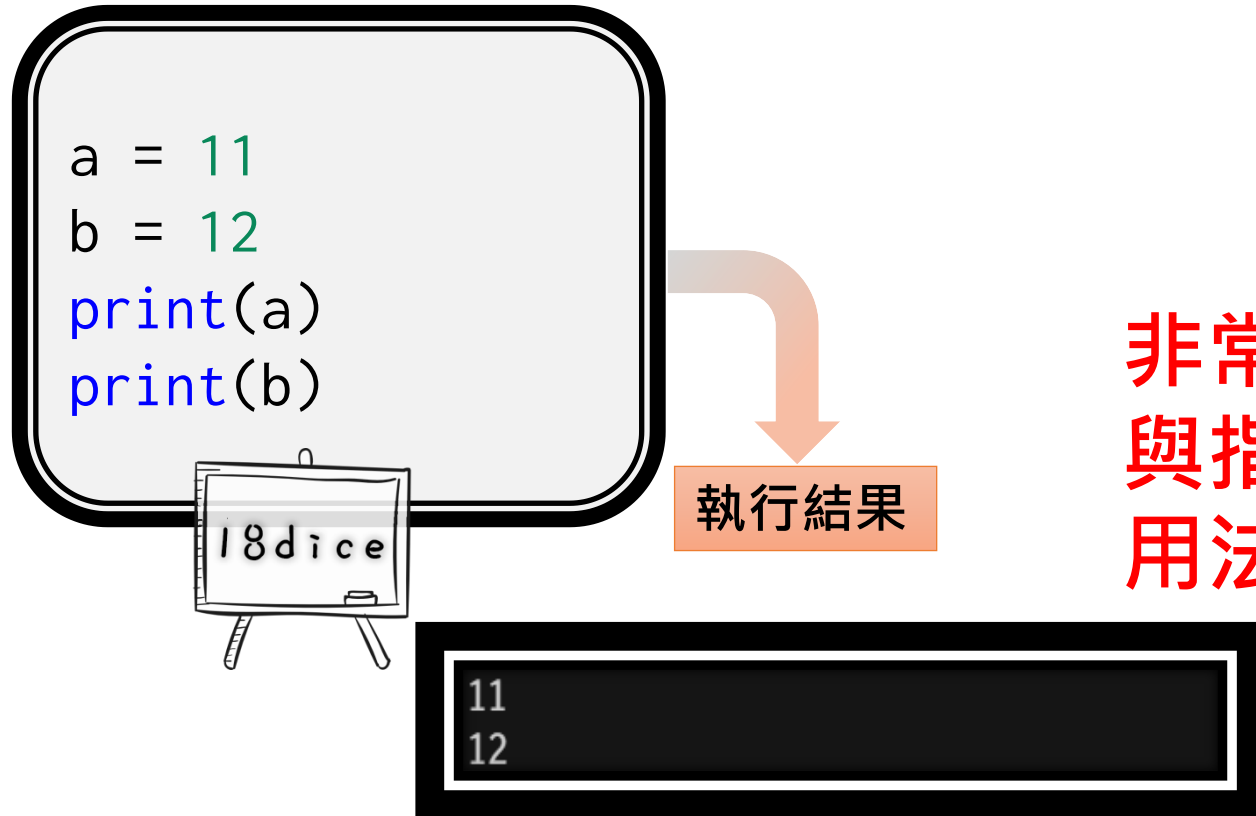 a = 11
b = 12
print(a)
print(b)
18dice
執行結果
非常
與指
用法
11
12